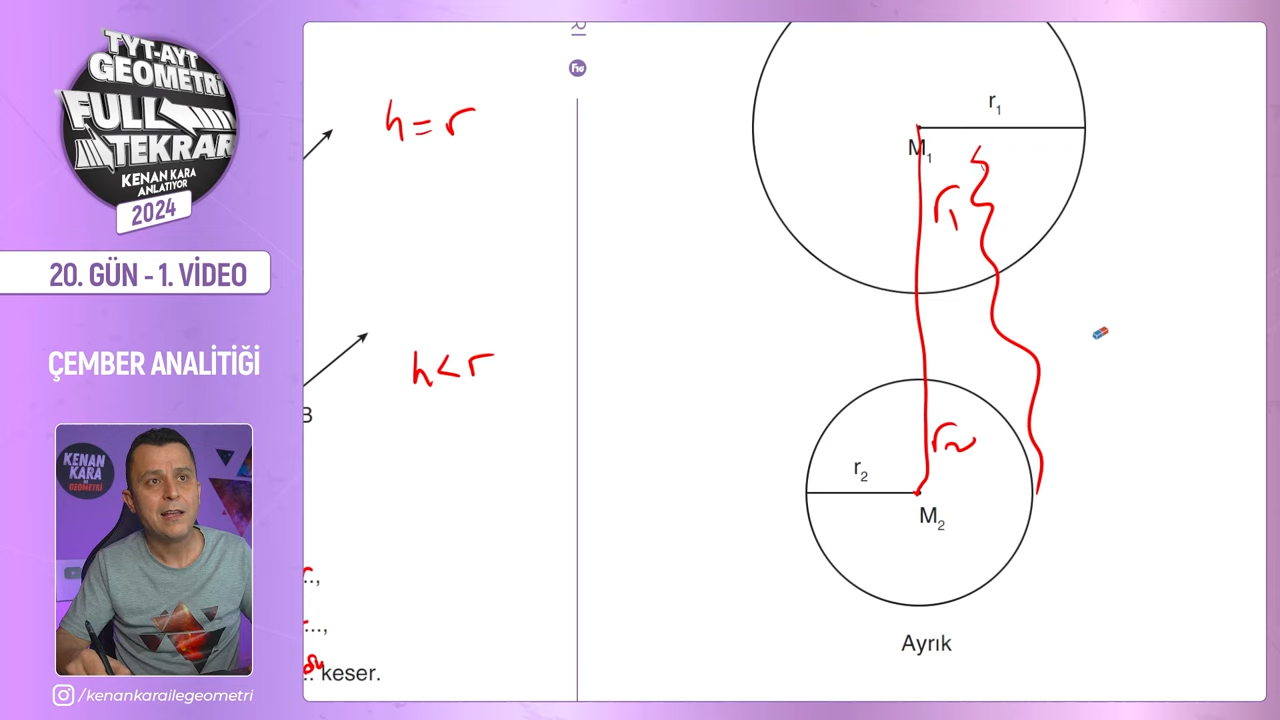 TYT-AYT
GEOMETRİ
FULL
TEKRAR
KENAN KARA
ANLATIYOR
2024
20. GÜN - 1. VİDEO
ÇEMBER ANALİTİĞİ
KENAN
KARA
ile
GEOMETRİ
/kenankarailegeometri
h = r
h < r
B
..,
...,
.. keser.
r₁
M₁
r₁
r₂
r₂
M₂
Ayrık